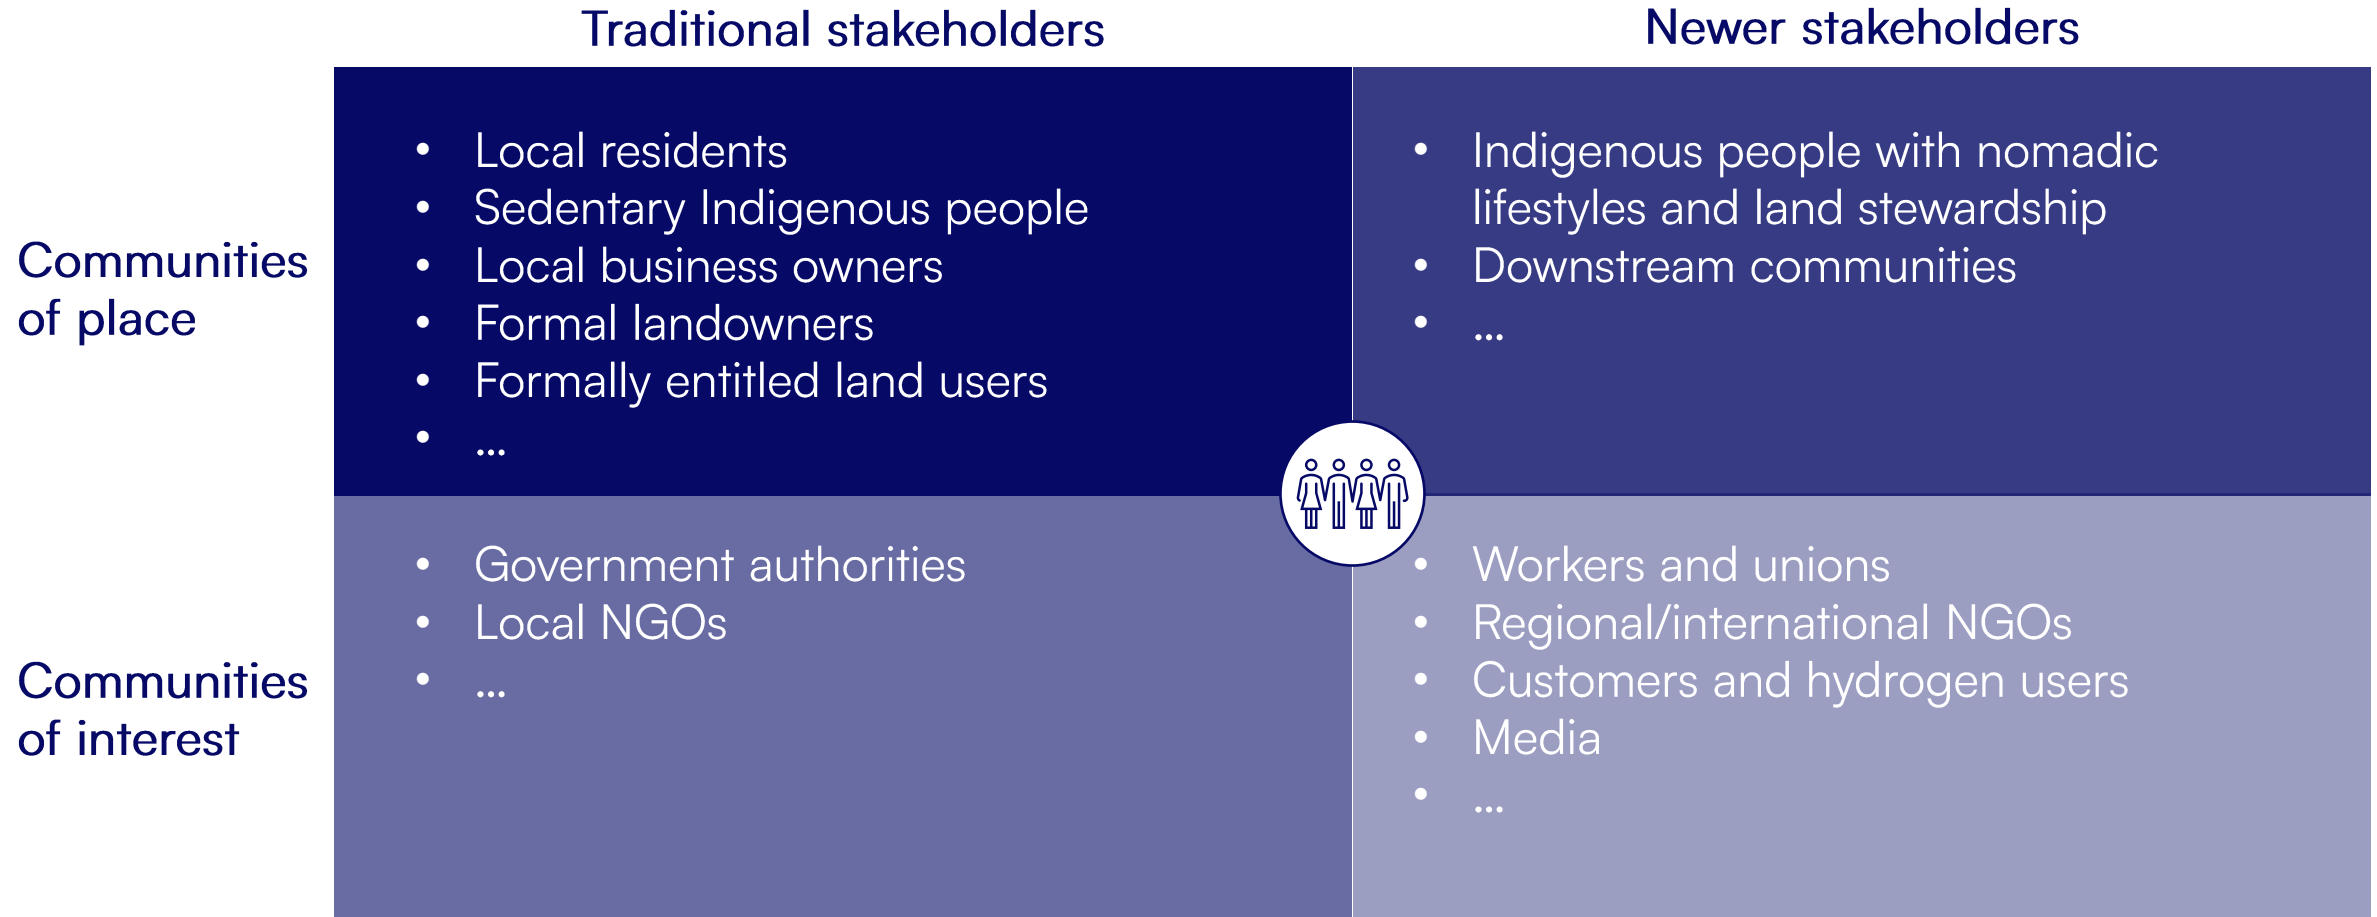 Traditional stakeholders
Newer stakeholders
Communities
of place
• Local residents
• Sedentary Indigenous people
• Local business owners
• Formal landowners
• Formally entitled land users
• ...
• Indigenous people with nomadic
lifestyles and land stewardship
• Downstream communities
• ...
Communities
of interest
• Government authorities
• Local NGOs
• ...
• Workers and unions
• Regional/international NGOs
• Customers and hydrogen users
• Media
• ...